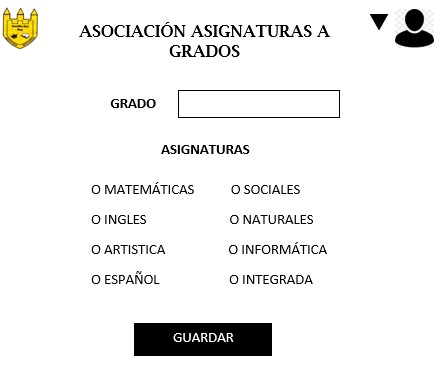 ASOCIACIÓN ASIGNATURAS A
GRADOS
GRADO
ASIGNATURAS
O MATEMÁTICAS O SOCIALES
O INGLES O NATURALES
O ARTISTICA O INFORMÁTICA
O ESPAÑOL O INTEGRADA
GUARDAR